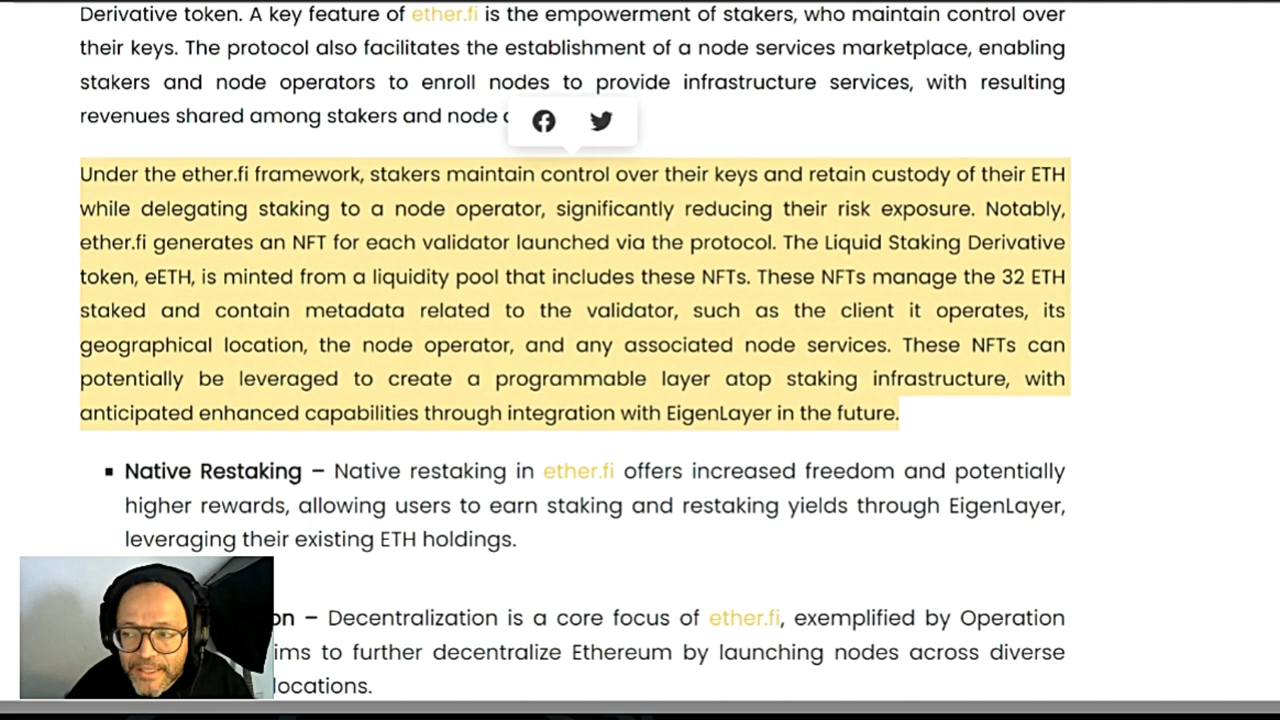 Derivative token. A key feature of ether.fi is the empowerment of stakers, who maintain control over
their keys. The protocol also facilitates the establishment of a node services marketplace, enabling
stakers and node operators to enroll nodes to provide infrastructure services, with resulting
revenues shared among stakers and node
Under the ether.fi framework, stakers maintain control over their keys and retain custody of their ETH
while delegating staking to a node operator, significantly reducing their risk exposure. Notably,
ether.fi generates an NFT for each validator launched via the protocol. The Liquid Staking Derivative
token, eETH, is minted from a liquidity pool that includes these NFTs. These NFTs manage the 32 ETH
staked and contain metadata related to the validator, such as the client it operates, its
geographical location, the node operator, and any associated node services. These NFTs can
potentially be leveraged to create a programmable layer atop staking infrastructure, with
anticipated enhanced capabilities through integration with EigenLayer in the future.
▪ Native Restaking – Native restaking in ether.fi offers increased freedom and potentially
higher rewards, allowing users to earn staking and restaking yields through EigenLayer,
leveraging their existing ETH holdings.
on – Decentralization is a core focus of ether.fi, exemplified by Operation
ims to further decentralize Ethereum by launching nodes across diverse
locations.